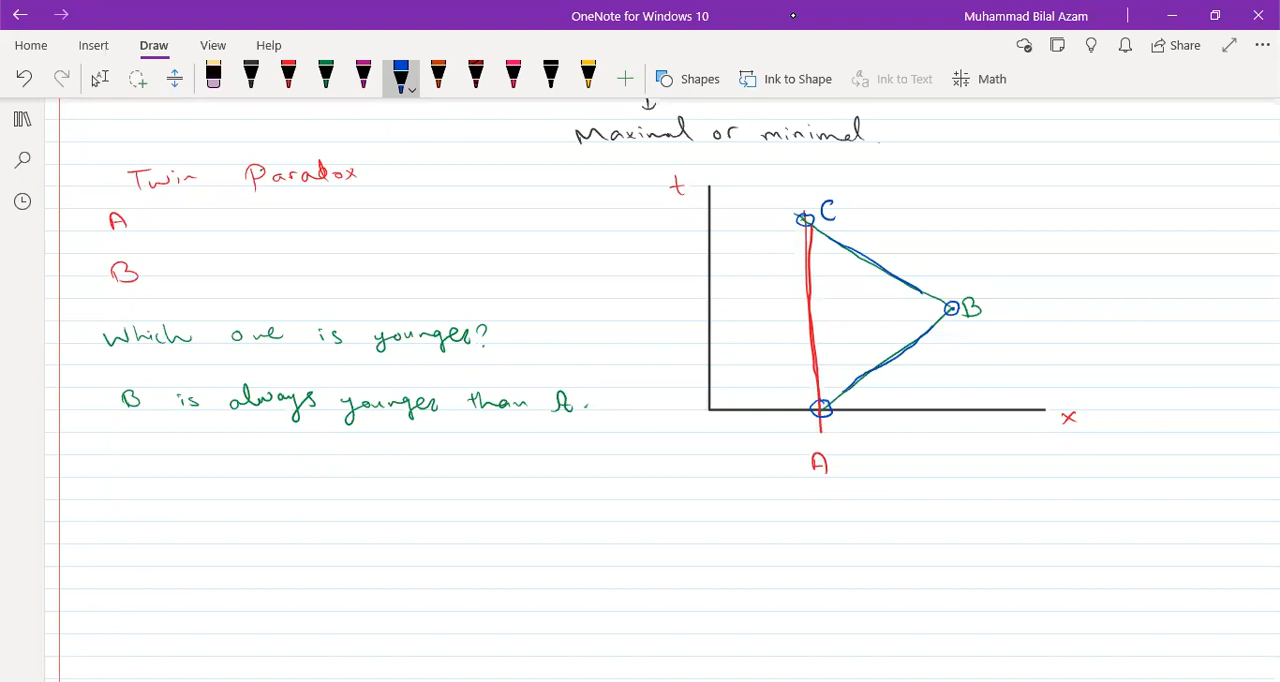 OneNote for Windows 10
Muhammad Bilal Azam
Home Insert Draw View Help
Share
Shapes
Ink to Shape
Ink to Text
Math
Maximal or minimal.
Twin Paradox
A
B
Which one is younger?
B is always younger than A.
t
C
B
x
A